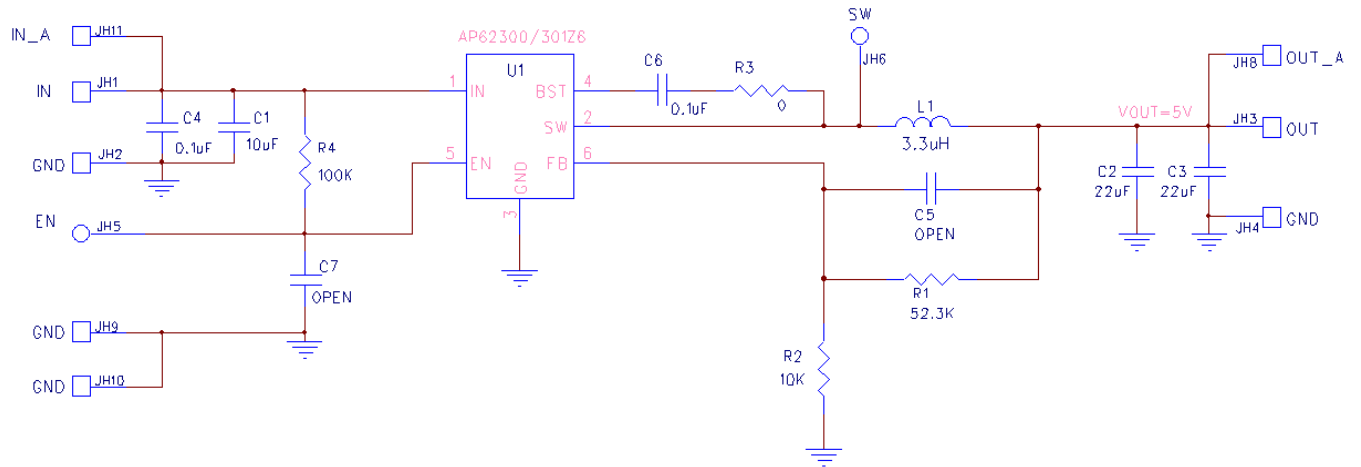 IN_A
JH11
IN
JH1
GND
JH2
C4
0.1uF
C1
10uF
R4
100K
EN
JH5
C7
OPEN
GND
JH9
GND
JH10
AP62300/301Z6
U1
1
IN
BST
4
SW
2
5
EN
FB
6
GND
3
C6
0.1uF
R3
0
SW
JH6
L1
3.3uH
C5
OPEN
R1
52.3K
R2
10K
VOUT=5V
C2
22uF
C3
22uF
JH8
OUT_A
JH3
OUT
JH4
GND